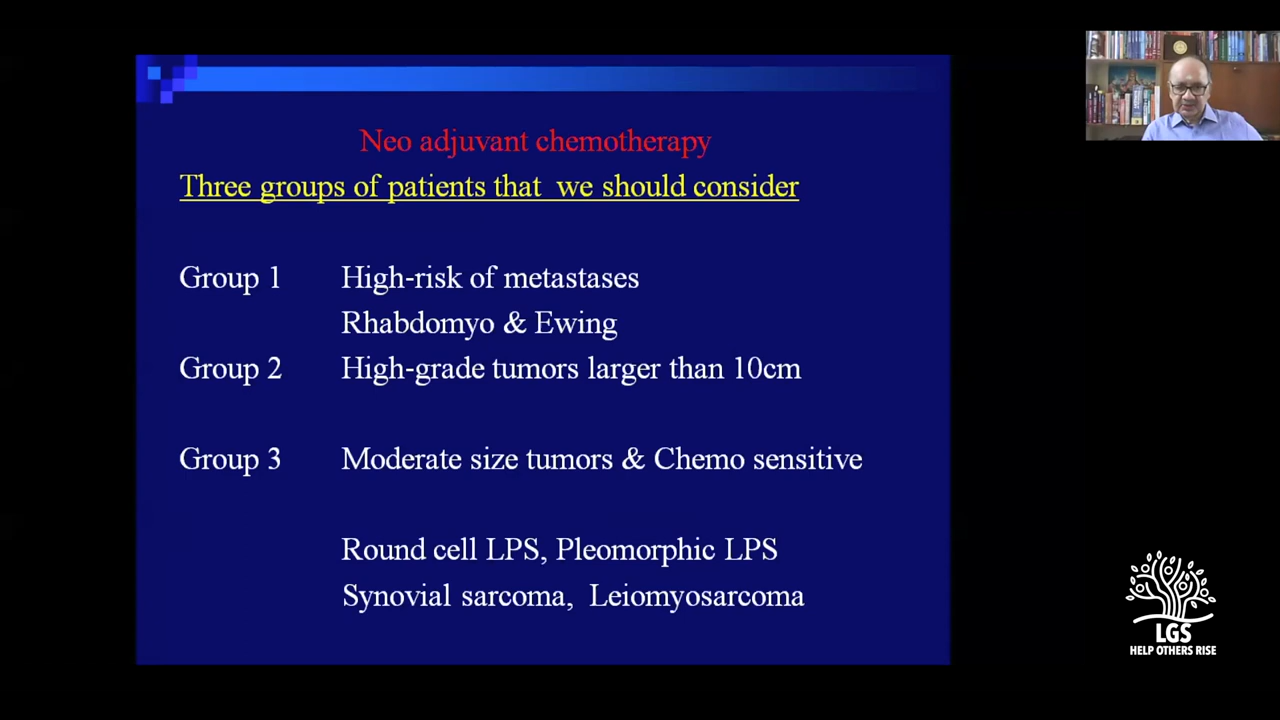 Neo adjuvant chemotherapy
Three groups of patients that we should consider
Group 1 High-risk of metastases
Rhabdomyo & Ewing
Group 2 High-grade tumors larger than 10cm
Group 3 Moderate size tumors & Chemo sensitive
Round cell LPS, Pleomorphic LPS
Synovial sarcoma, Leiomyosarcoma
LGS
HELP OTHERS RISE